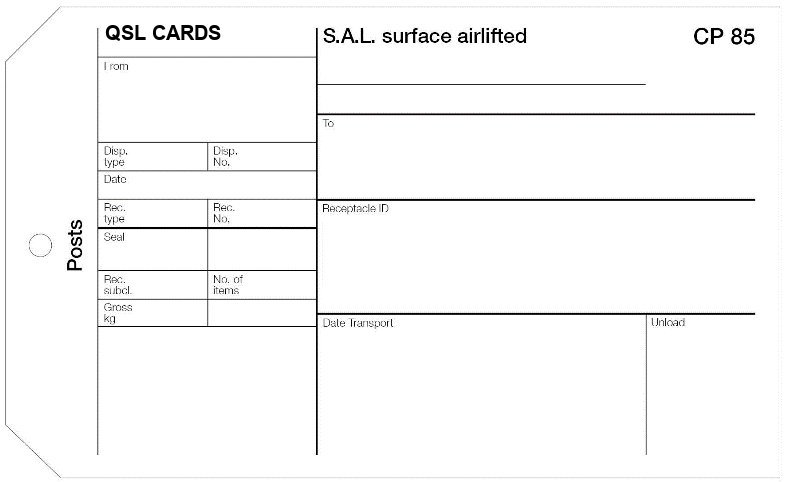 QSL CARDS
S.A.L. surface airlifted
CP 85
From
To
Disp.
type
Disp.
No.
Date
Rec.
type
Rec.
No.
Receptacle ID
Posts
Seal
Rec.
subcl.
No. of
items
Gross
kg
Date Transport
Unload